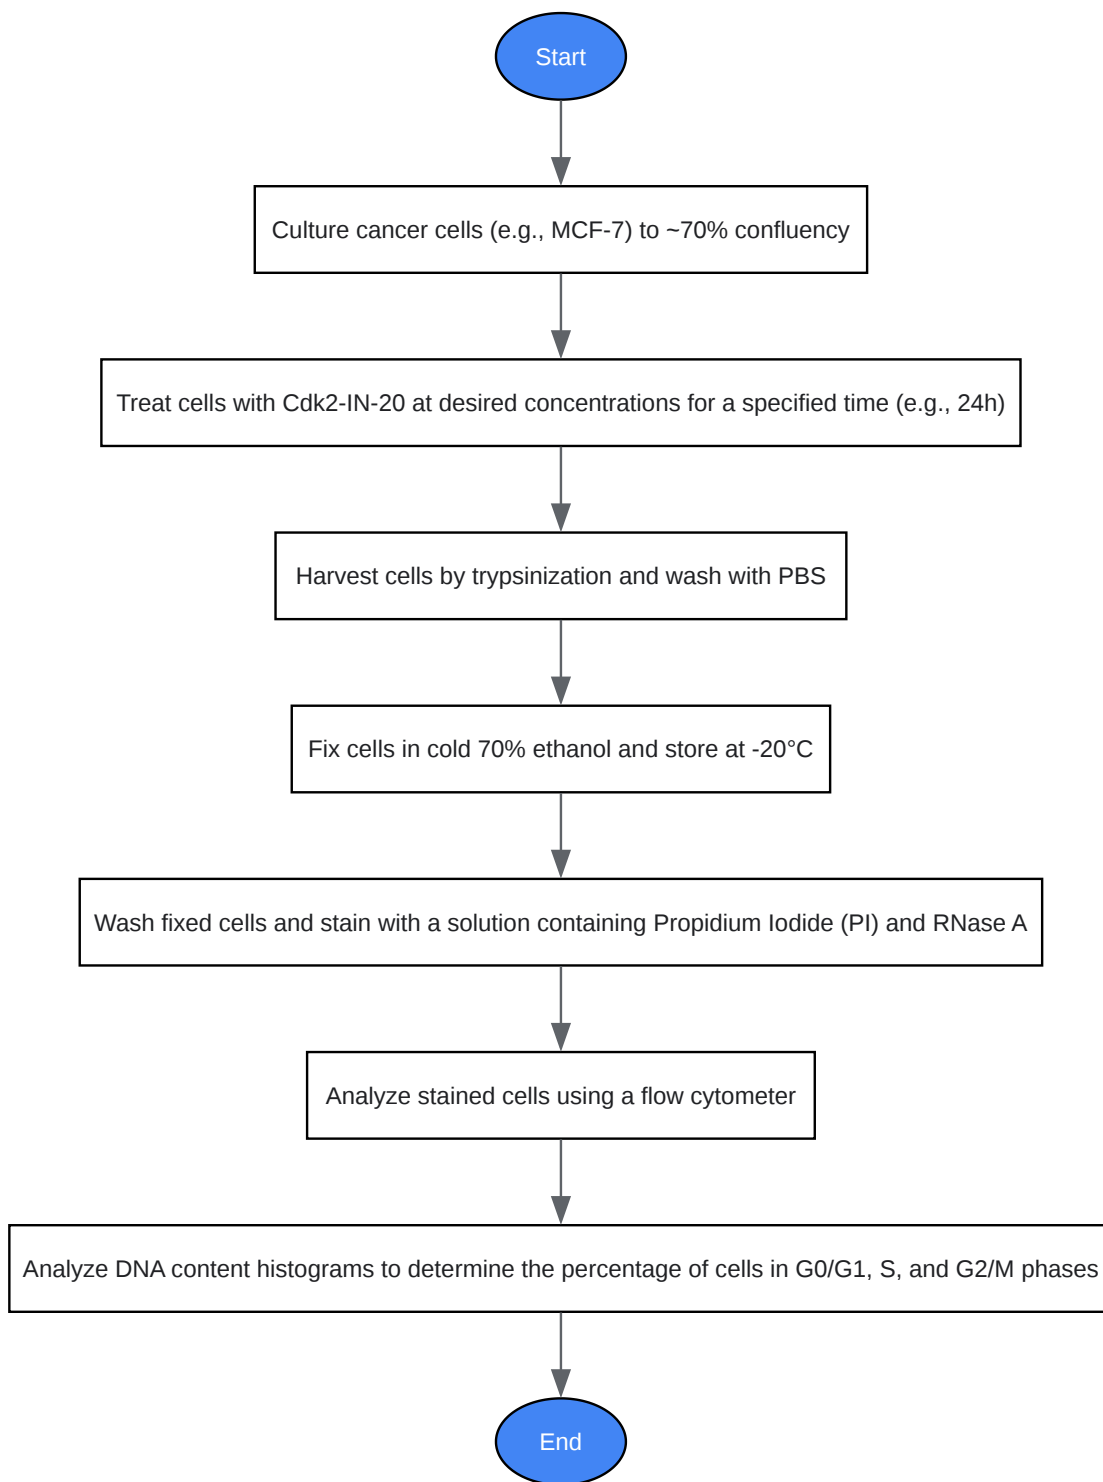 Start
Culture cancer cells (e.g., MCF-7) to ~70% confluency
Treat cells with Cdk2-IN-20 at desired concentrations for a specified time (e.g., 24h)
Harvest cells by trypsinization and wash with PBS
Fix cells in cold 70% ethanol and store at -20°C
Wash fixed cells and stain with a solution containing Propidium Iodide (PI) and RNase A
Analyze stained cells using a flow cytometer
Analyze DNA content histograms to determine the percentage of cells in G0/G1, S, and G2/M phases
End